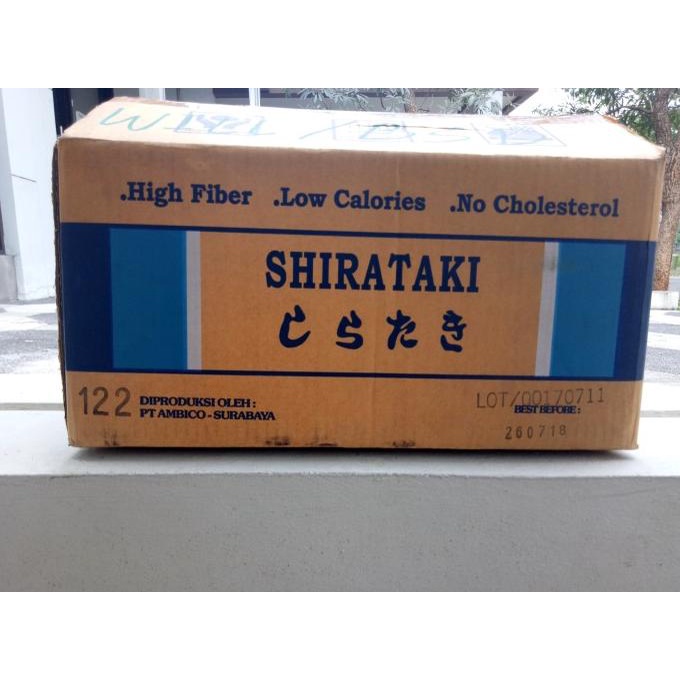 .High Fiber .Low Calories .No Cholesterol
SHIRATAKI
しらたき
122
DIPRODUKSI OLEH :
PT AMBICO - SURABAYA
LOT/00170711
BEST BEFORE :
260718